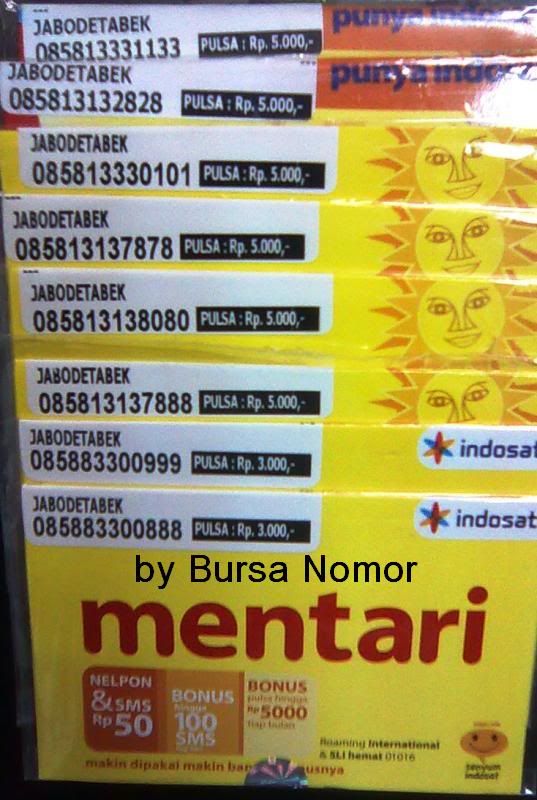 JABODETABEK
085813331133 PULSA : Rp. 5.000,-
punya indon
JABODETABEK
085813132828 PULSA : Rp. 5.000,-
punya indo
JABODETABEK
085813330101 PULSA : Rp. 5.000,-
JABODETABEK
085813137878 PULSA : Rp. 5.000,-
JABODETABEK
085813138080 PULSA : Rp. 5.000,-
JABODETABEK
085813137888 PULSA : Rp. 5.000,-
JABODETABEK
085883300999 PULSA : Rp. 3.000,-
indosat
JABODETABEK
085883300888 PULSA : Rp. 3.000,-
indosat
by Bursa Nomor
mentari
NELPON
& SMS
Rp 50
BONUS
hingga
100
SMS
BONUS
pulsa hingga
Rp 5000
tiap bulan
Roaming International
& SLI hemat 01016
senyum
indosat
makin dipakai makin